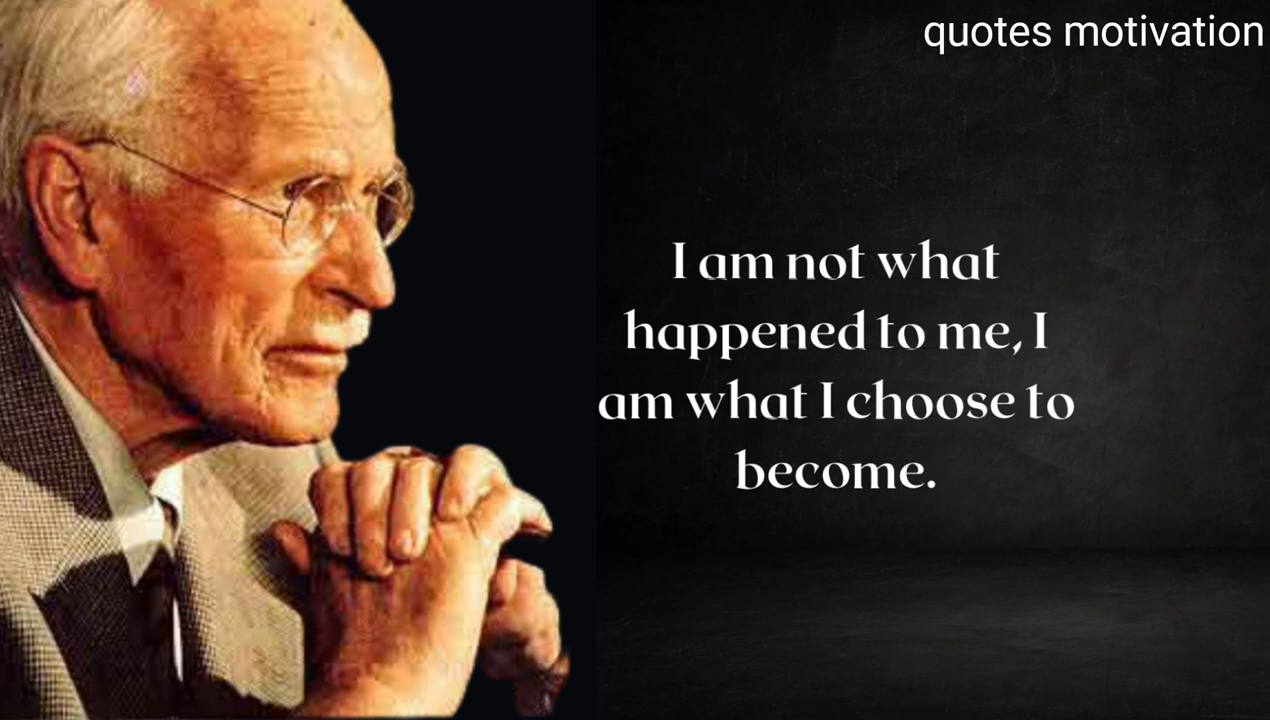 quotes motivation
I am not what
happened to me, I
am what I choose to
become.